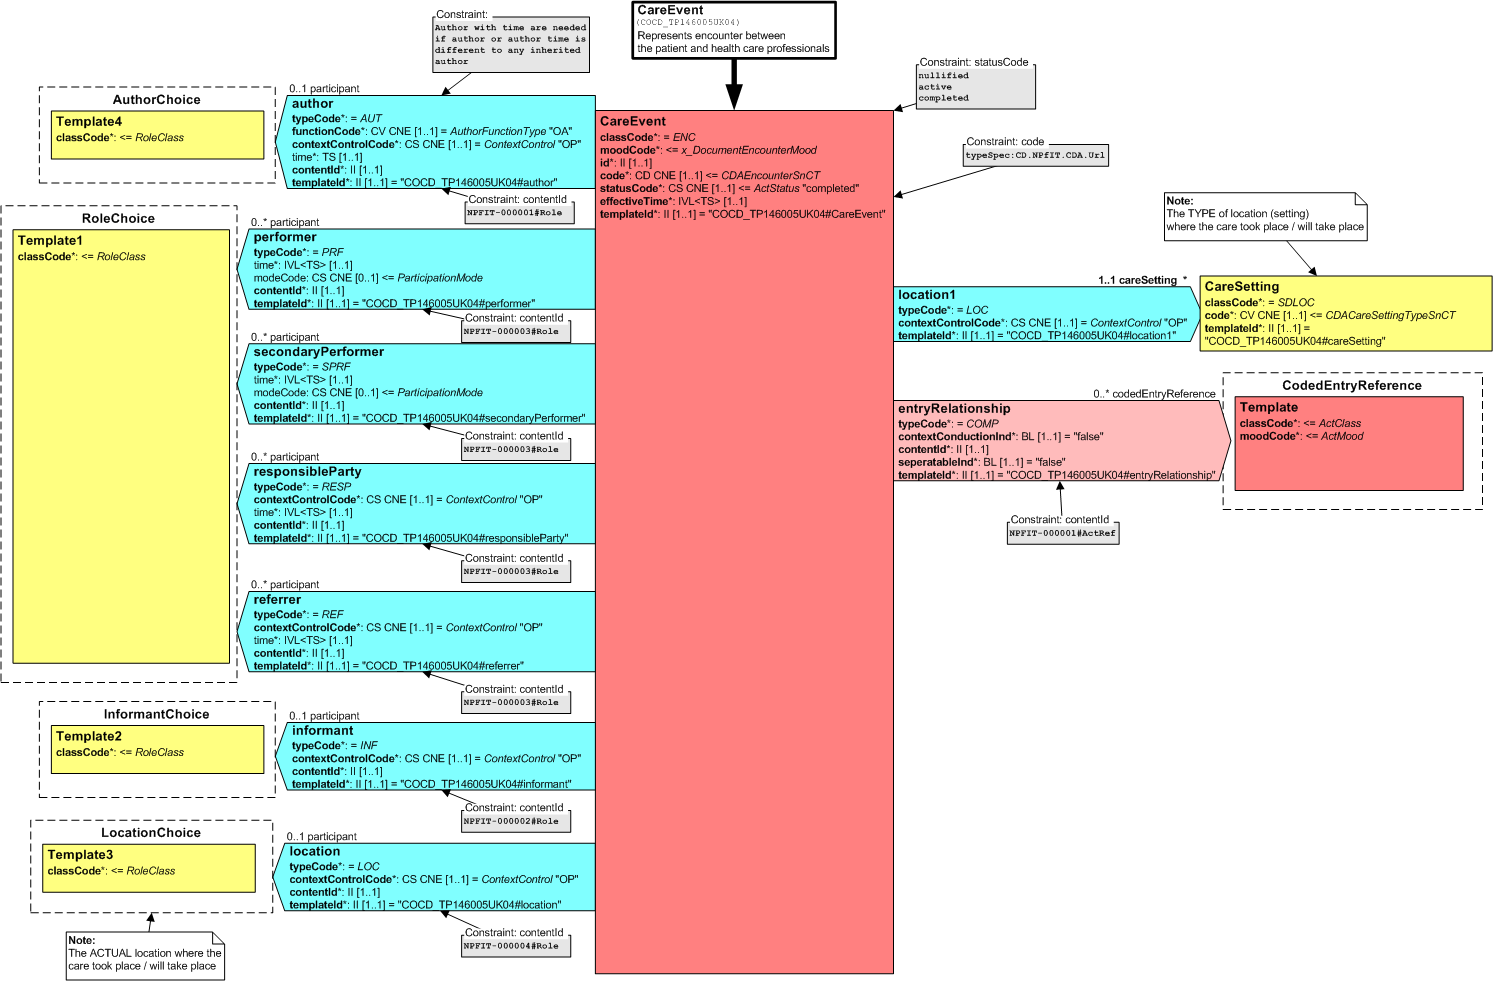 CareEvent
(COCD_TP146005UK04)
Represents encounter between
the patient and health care professionals
Constraint:
Author with time are needed
if author or author time is
different to any inherited
author
Constraint: statusCode
nullified
active
completed
Constraint: code
typeSpec:CD.NPfIT.CDA.Url
CareEvent
classCode*: = ENC
moodCode*: <= x_DocumentEncounterMood
id*: II [1..1]
code*: CD CNE [1..1] <= CDAEncounterSnCT
statusCode*: CS CNE [1..1] <= ActStatus "completed"
effectiveTime*: IVL<TS> [1..1]
templateId*: II [1..1] = "COCD_TP146005UK04#CareEvent"
AuthorChoice
Template4
classCode*: <= RoleClass
0..1 participant
author
typeCode*: = AUT
functionCode*: CV CNE [1..1] = AuthorFunctionType "OA"
contextControlCode*: CS CNE [1..1] = ContextControl "OP"
time*: TS [1..1]
contentId*: II [1..1]
templateId*: II [1..1] = "COCD_TP146005UK04#author"
Constraint: contentId
NPFIT-000001#Role
RoleChoice
Template1
classCode*: <= RoleClass
0..* participant
performer
typeCode*: = PRF
time*: IVL<TS> [1..1]
modeCode: CS CNE [0..1] <= ParticipationMode
contentId*: II [1..1]
templateId*: II [1..1] = "COCD_TP146005UK04#performer"
Constraint: contentId
NPFIT-000003#Role
0..* participant
secondaryPerformer
typeCode*: = SPRF
time*: IVL<TS> [1..1]
modeCode: CS CNE [0..1] <= ParticipationMode
contentId*: II [1..1]
templateId*: II [1..1] = "COCD_TP146005UK04#secondaryPerformer"
Constraint: contentId
NPFIT-000003#Role
0..* participant
responsibleParty
typeCode*: = RESP
contextControlCode*: CS CNE [1..1] = ContextControl "OP"
time*: IVL<TS> [1..1]
contentId*: II [1..1]
templateId*: II [1..1] = "COCD_TP146005UK04#responsibleParty"
Constraint: contentId
NPFIT-000003#Role
0..* participant
referrer
typeCode*: = REF
contextControlCode*: CS CNE [1..1] = ContextControl "OP"
time*: IVL<TS> [1..1]
contentId*: II [1..1]
templateId*: II [1..1] = "COCD_TP146005UK04#referrer"
Constraint: contentId
NPFIT-000003#Role
InformantChoice
Template2
classCode*: <= RoleClass
0..1 participant
informant
typeCode*: = INF
contextControlCode*: CS CNE [1..1] = ContextControl "OP"
contentId*: II [1..1]
templateId*: II [1..1] = "COCD_TP146005UK04#informant"
Constraint: contentId
NPFIT-000002#Role
LocationChoice
Template3
classCode*: <= RoleClass
0..1 participant
location
typeCode*: = LOC
contextControlCode*: CS CNE [1..1] = ContextControl "OP"
contentId*: II [1..1]
templateId*: II [1..1] = "COCD_TP146005UK04#location"
Constraint: contentId
NPFIT-000004#Role
Note:
The ACTUAL location where the
care took place / will take place
Note:
The TYPE of location (setting)
where the care took place / will take place
1..1 careSetting *
location1
typeCode*: = LOC
contextControlCode*: CS CNE [1..1] = ContextControl "OP"
templateId*: II [1..1] = "COCD_TP146005UK04#location1"
CareSetting
classCode*: = SDLOC
code*: CV CNE [1..1] <= CDACareSettingTypeSnCT
templateId*: II [1..1] =
"COCD_TP146005UK04#careSetting"
0..* codedEntryReference
entryRelationship
typeCode*: = COMP
contextConductionInd*: BL [1..1] = "false"
contentId*: II [1..1]
seperatableInd*: BL [1..1] = "false"
templateId*: II [1..1] = "COCD_TP146005UK04#entryRelationship"
Constraint: contentId
NPFIT-000001#ActRef
CodedEntryReference
Template
classCode*: <= ActClass
moodCode*: <= ActMood